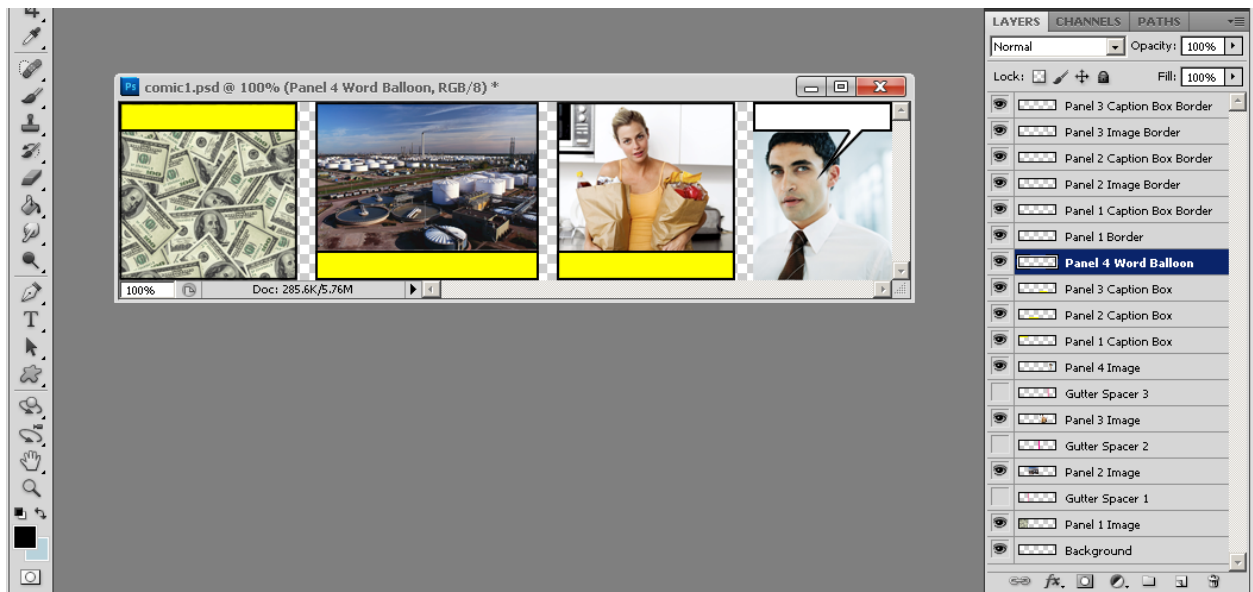 LAYERS CHANNELS PATHS
Normal Opacity: 100%
Lock: Fill: 100%
Ps comic1.psd @ 100% (Panel 4 Word Balloon, RGB/8) *
100% Doc: 285.6K/5.76M
Panel 3 Caption Box Border
Panel 3 Image Border
Panel 2 Caption Box Border
Panel 2 Image Border
Panel 1 Caption Box Border
Panel 1 Border
Panel 4 Word Balloon
Panel 3 Caption Box
Panel 2 Caption Box
Panel 1 Caption Box
Panel 4 Image
Gutter Spacer 3
Panel 3 Image
Gutter Spacer 2
Panel 2 Image
Gutter Spacer 1
Panel 1 Image
Background
T
fx